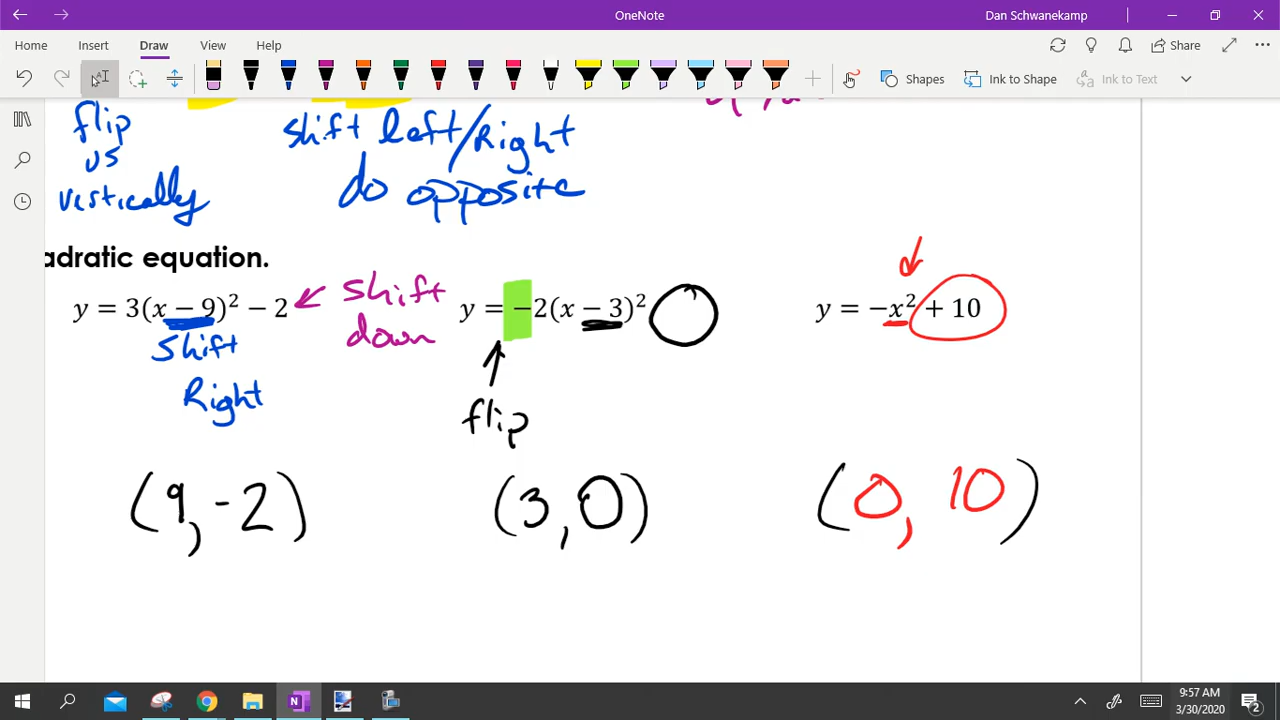 OneNote
Dan Schwanekamp
Home Insert Draw View Help
Share
Shapes
Ink to Shape
Ink to Text
flip
us
vertically
shift left/Right
do opposite
adratic equation.
y = 3(x − 9)² − 2
shift
down
shift
Right
y = −2(x − 3)²
flip
y = −x² + 10
(9, -2)
(3, 0)
(0, 10)
9:57 AM
3/30/2020
2